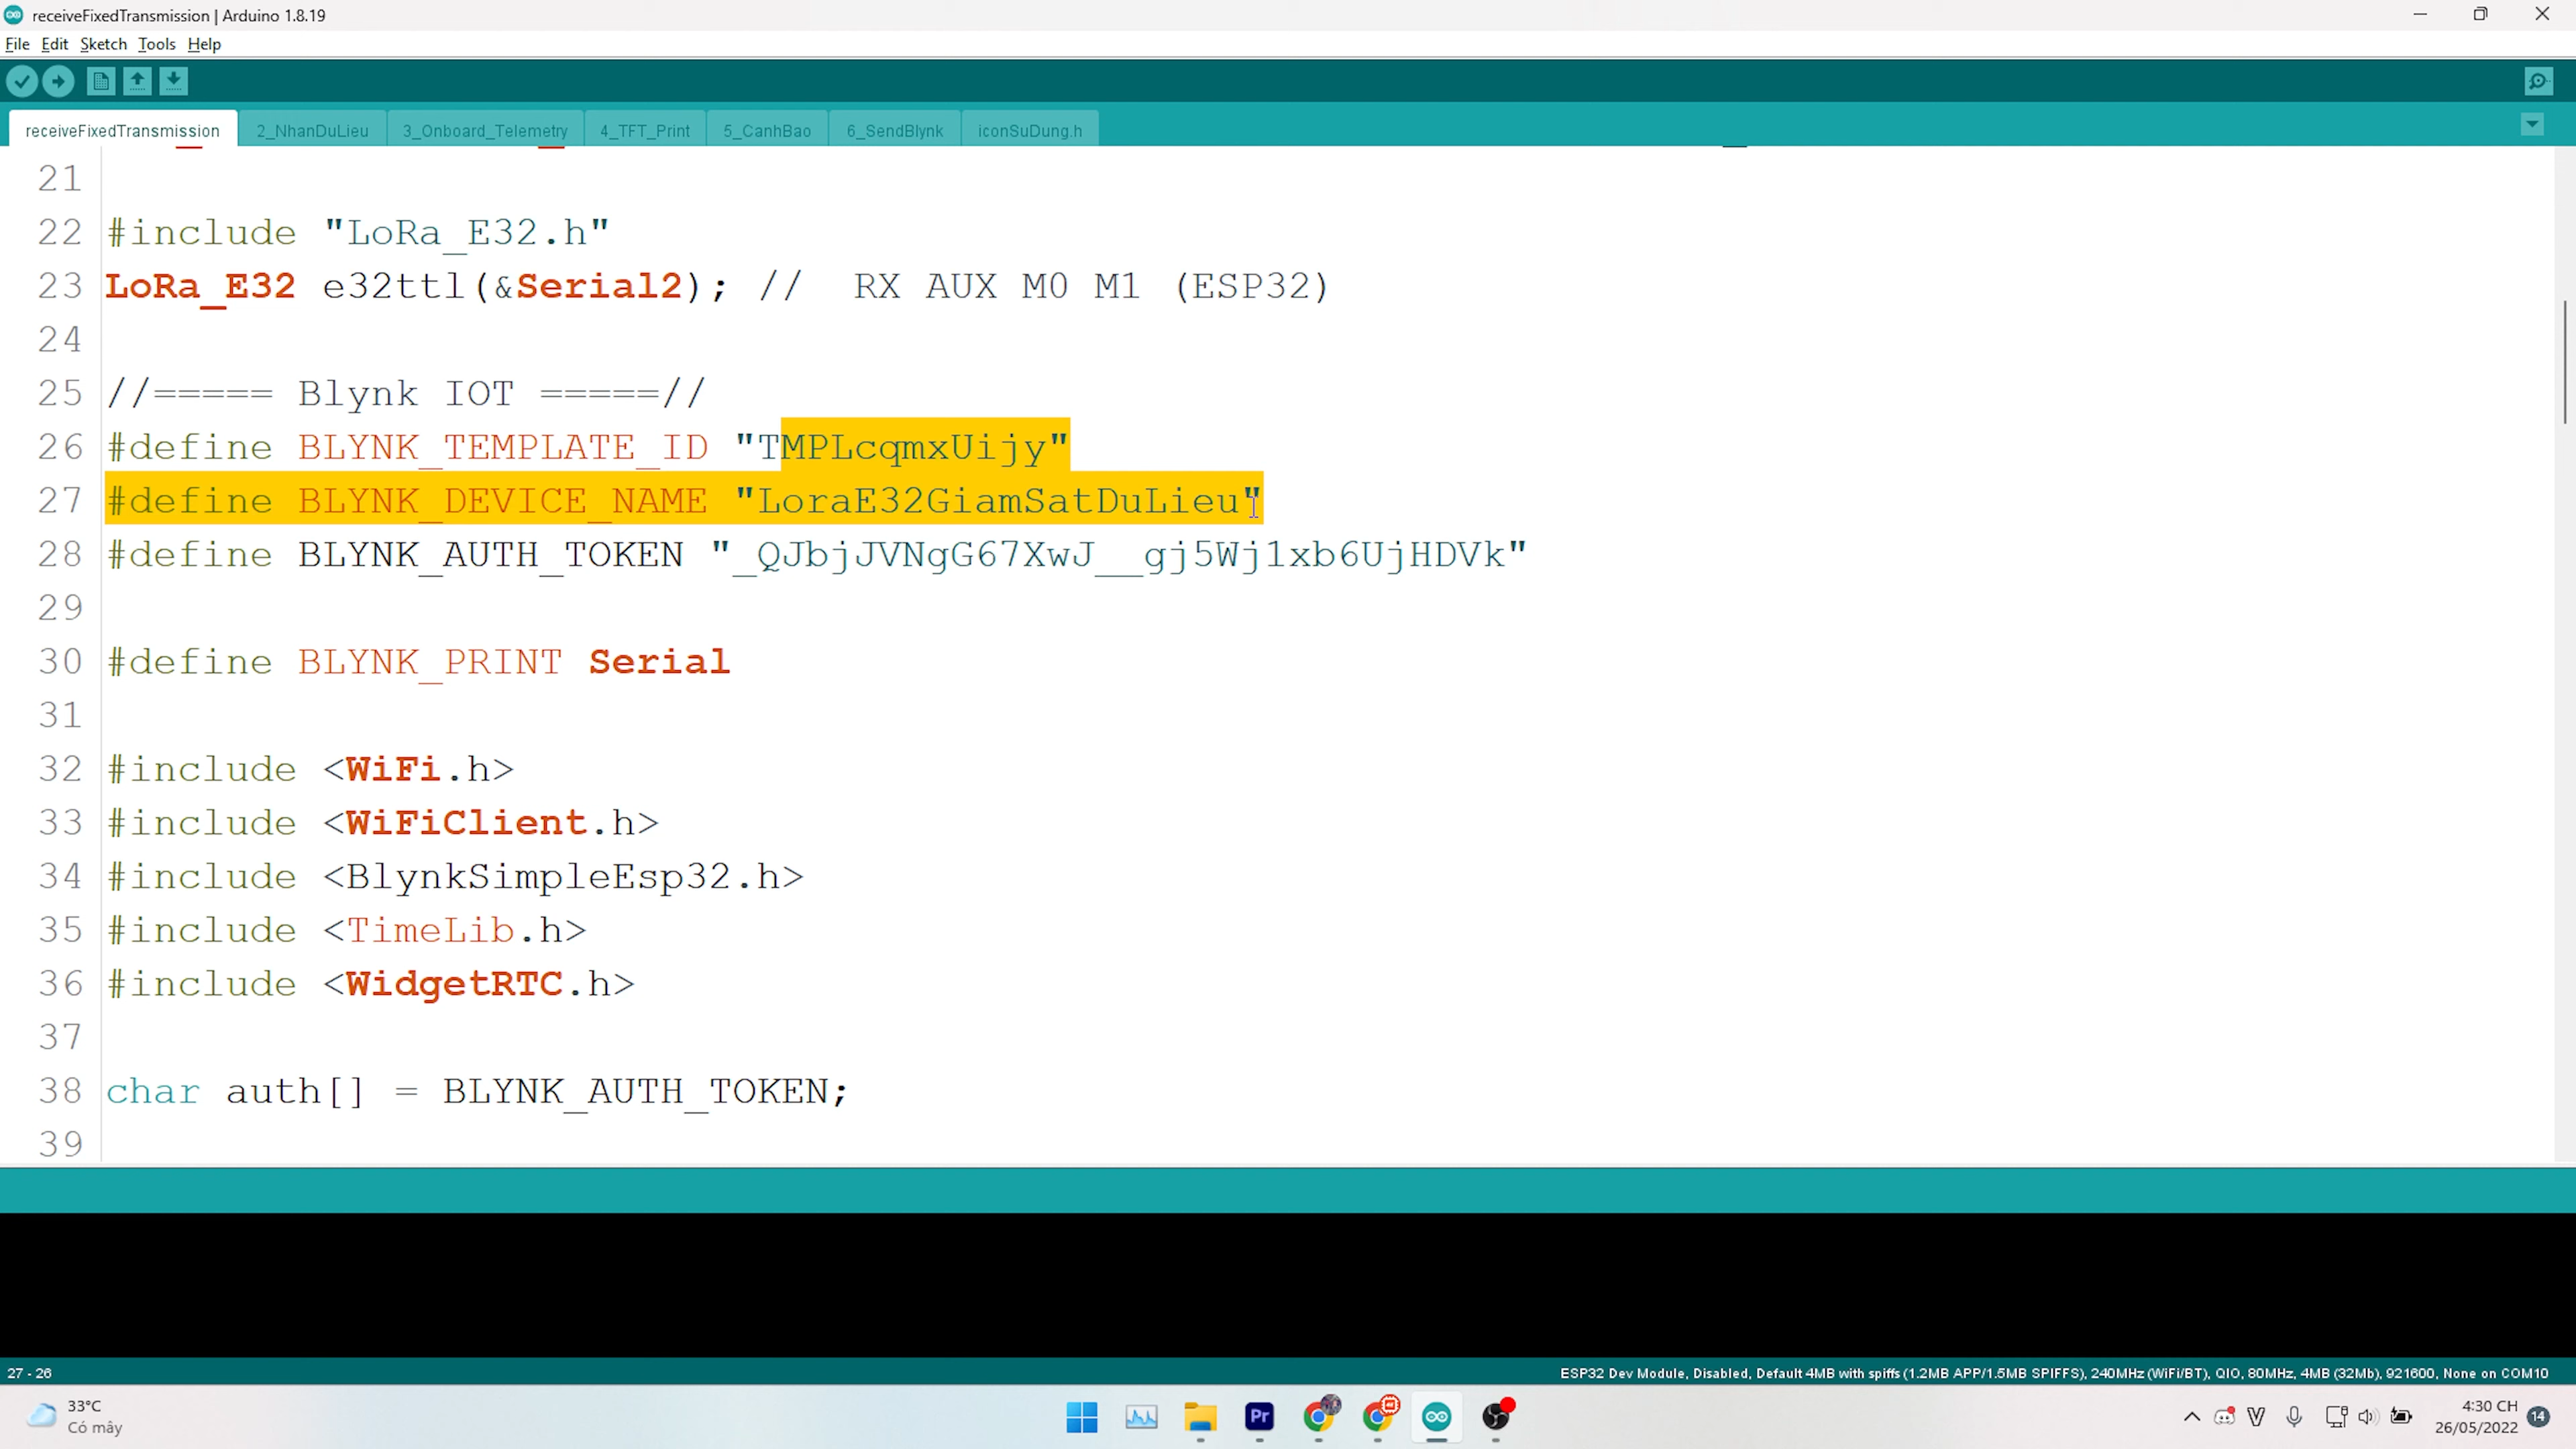 receiveFixedTransmission | Arduino 1.8.19
File Edit Sketch Tools Help
receiveFixedTransmission 2_NhanDuLieu 3_Onboard_Telemetry 4_TFT_Print 5_CanhBao 6_SendBlynk iconSuDung.h
21
22 #include "LoRa_E32.h"
23 LoRa_E32 e32ttl(&Serial2); // RX AUX M0 M1 (ESP32)
24
25 //===== Blynk IOT =====//
26 #define BLYNK_TEMPLATE_ID "TMPLcqmxUijy"
27 #define BLYNK_DEVICE_NAME "LoraE32GiamSatDuLieu"
28 #define BLYNK_AUTH_TOKEN "_QJbjJVNgG67XwJ__gj5Wj1xb6UjHDVk"
29
30 #define BLYNK_PRINT Serial
31
32 #include <WiFi.h>
33 #include <WiFiClient.h>
34 #include <BlynkSimpleEsp32.h>
35 #include <TimeLib.h>
36 #include <WidgetRTC.h>
37
38 char auth[] = BLYNK_AUTH_TOKEN;
39
27 - 26 ESP32 Dev Module, Disabled, Default 4MB with spiffs (1.2MB APP/1.5MB SPIFFS), 240MHz (WiFi/BT), QIO, 80MHz, 4MB (32Mb), 921600, None on COM10
33°C
Có mây
Pr
V
4:30 CH
26/05/2022
14